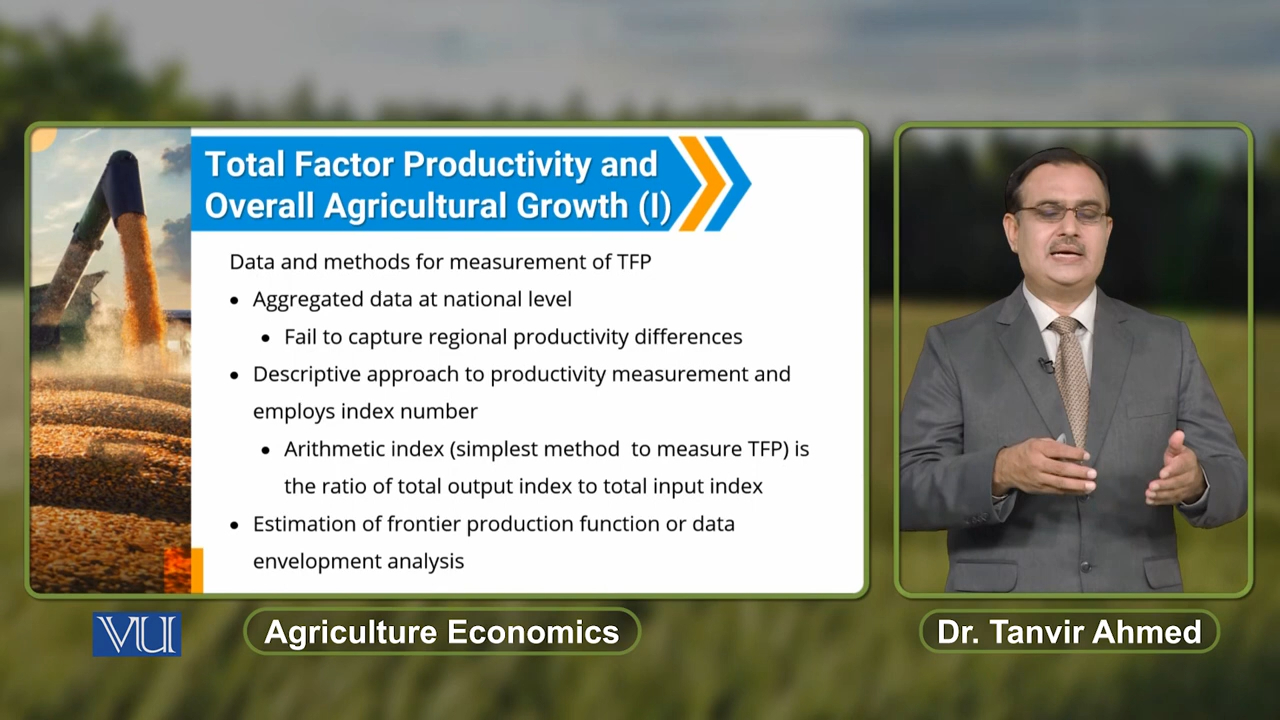 Total Factor Productivity and
Overall Agricultural Growth (I)
Data and methods for measurement of TFP
• Aggregated data at national level
• Fail to capture regional productivity differences
• Descriptive approach to productivity measurement and
employs index number
• Arithmetic index (simplest method to measure TFP) is
the ratio of total output index to total input index
• Estimation of frontier production function or data
envelopment analysis
VU
Agriculture Economics
Dr. Tanvir Ahmed